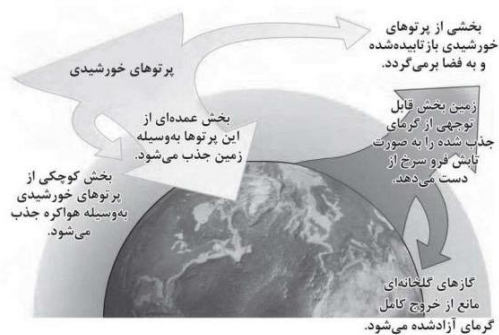 بخشی از پرتوهای
خورشیدی بازتابیده‌شده
و به فضا برمی‌گردد.
پرتوهای خورشیدی
بخش عمده‌ای از
این پرتوها به‌وسیله
زمین جذب می‌شود.
بخش کوچکی از
پرتوهای خورشیدی
به‌وسیله هواکره جذب
می‌شود.
زمین بخش قابل
توجهی از گرمای
جذب شده را به صورت
تابش فرو سرخ از
دست می‌دهد.
گازهای گلخانه‌ای
مانع از خروج کامل
گرمای آزادشده می‌شود.